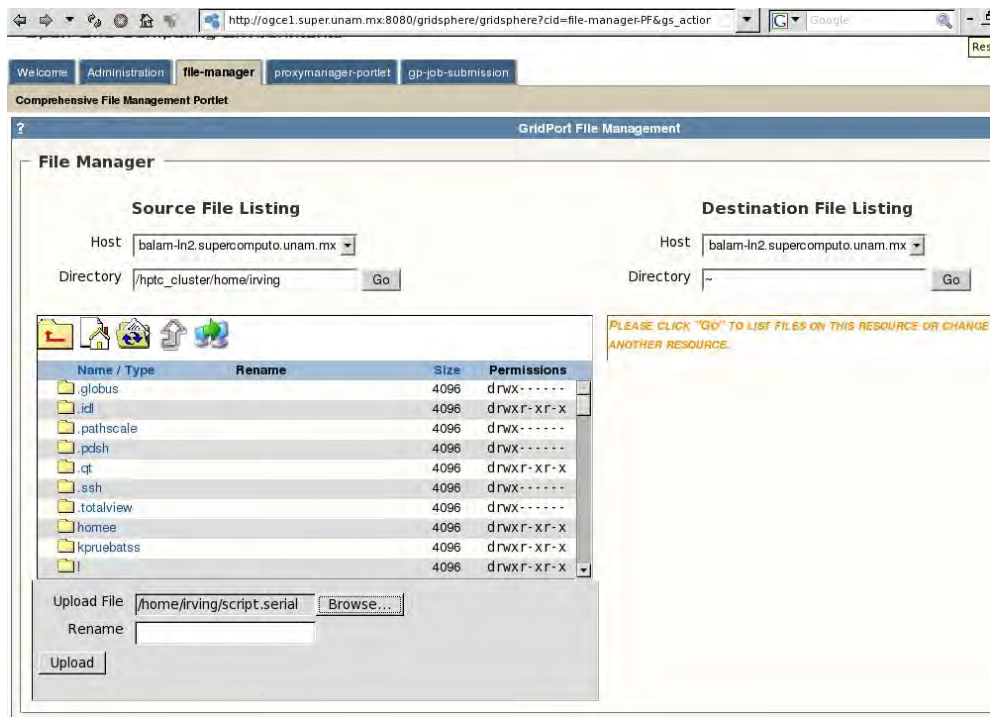 http://ogce1.super.unam.mx:8080/gridsphere/gridsphere?cid=file-manager-PF&gs_action
G Google
Res
Welcome Administration file-manager proxymanager-portlet gp-job-submission
Comprehensive File Management Portlet
? GridPort File Management
File Manager
Source File Listing Destination File Listing
Host balam-ln2.supercomputo.unam.mx Host balam-ln2.supercomputo.unam.mx
Directory /hptc_cluster/home/irving Go Directory ~ Go
PLEASE CLICK "GO" TO LIST FILES ON THIS RESOURCE OR CHANGE
ANOTHER RESOURCE.
Name / Type Rename Size Permissions
.globus 4096 drwx------
.idl 4096 drwxr-xr-x
.pathscale 4096 drwx------
.pdsh 4096 drwx------
.qt 4096 drwxr-xr-x
.ssh 4096 drwx------
.totalview 4096 drwx------
homee 4096 drwxr-xr-x
kpruebatss 4096 drwxr-xr-x
l 4096 drwxr-xr-x
Upload File /home/irving/script.serial Browse...
Rename
Upload